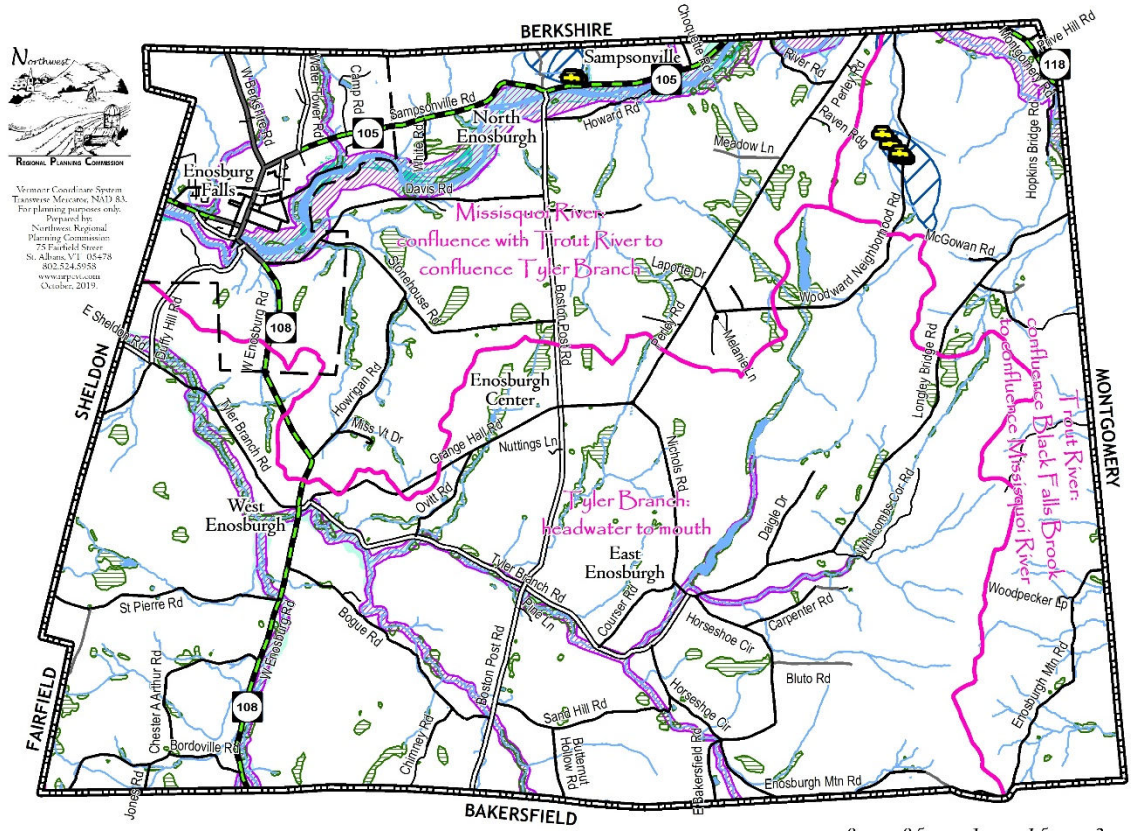 BERKSHIRE
Northwest
REGIONAL PLANNING COMMISSION
Vermont Coordinate System
Transverse Mercator, NAD 83.
For planning purposes only.
Prepared by:
Northwest Regional
Planning Commission
75 Fairfield Street
St. Albans, VT 05478
802.524.5958
www.nrpcvt.com
October, 2019.
W Berkshire Rd
Water Tower Rd
Camp Rd
Sampsonville Rd
105
White Rd
North
Enosburgh
Sampsonville
105
Choquette Rd
Howard Rd
River Rd
Perley Rd
Raven Rdg
Meadow Ln
Montgomery Rd
Hill Rd
118
Hopkins Bridge Rd
Enosburg
Falls
Davis Rd
Missisquoi River:
confluence with Trout River to
confluence Tyler Branch
Stonehouse Rd
Laporte Dr
Boston Post Rd
Perley Rd
Melanie Ln
Woodward Neighborhood Rd
McGowan Rd
Longley Bridge Rd
E Sheldon Rd
Duffy Hill Rd
W Enosburg Rd
108
SHELDON
Tyler Branch Rd
Howrigan Rd
Miss Vt Dr
Enosburgh
Center
Grange Hall Rd
Nuttings Ln
Ovitt Rd
Nichols Rd
Trout River:
confluence Black Falls Brook
to confluence Missisquoi River
MONTGOMERY
West
Enosburgh
Tyler Branch:
headwater to mouth
Daigle Dr
Whitcombs Cor Rd
East
Enosburgh
Tyler Branch Rd
Pine Ln
Courser Rd
Carpenter Rd
Woodpecker Lp
St Pierre Rd
Bogue Rd
W Enosburg Rd
Boston Post Rd
Horseshoe Cir
Bluto Rd
Horseshoe Cir
Enosburgh Mtn Rd
FAIRFIELD
Chester A Arthur Rd
108
Bordoville Rd
Jones Rd
Chimney Rd
Sand Hill Rd
Butternut
Hollow Rd
E Bakersfield Rd
Enosburgh Mtn Rd
BAKERSFIELD